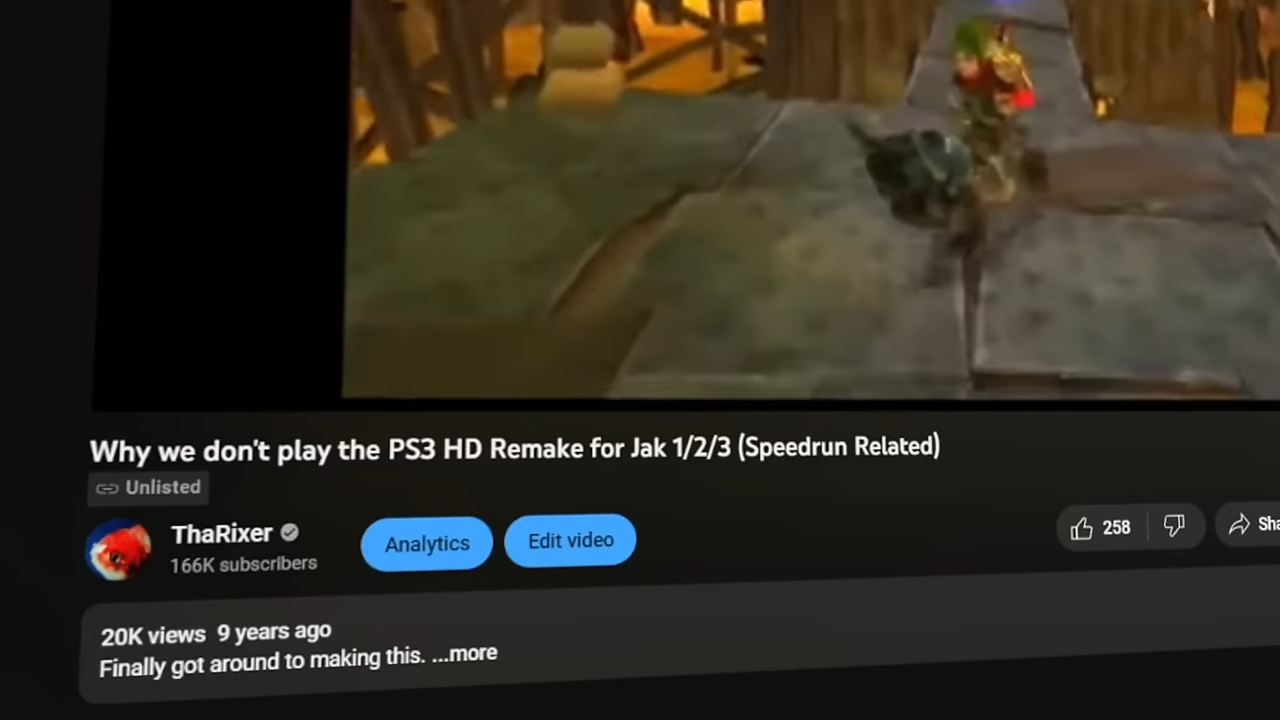 Why we don't play the PS3 HD Remake for Jak 1/2/3 (Speedrun Related)
Unlisted
ThaRixer
166K subscribers
Analytics
Edit video
258
20K views 9 years ago
Finally got around to making this. ...more